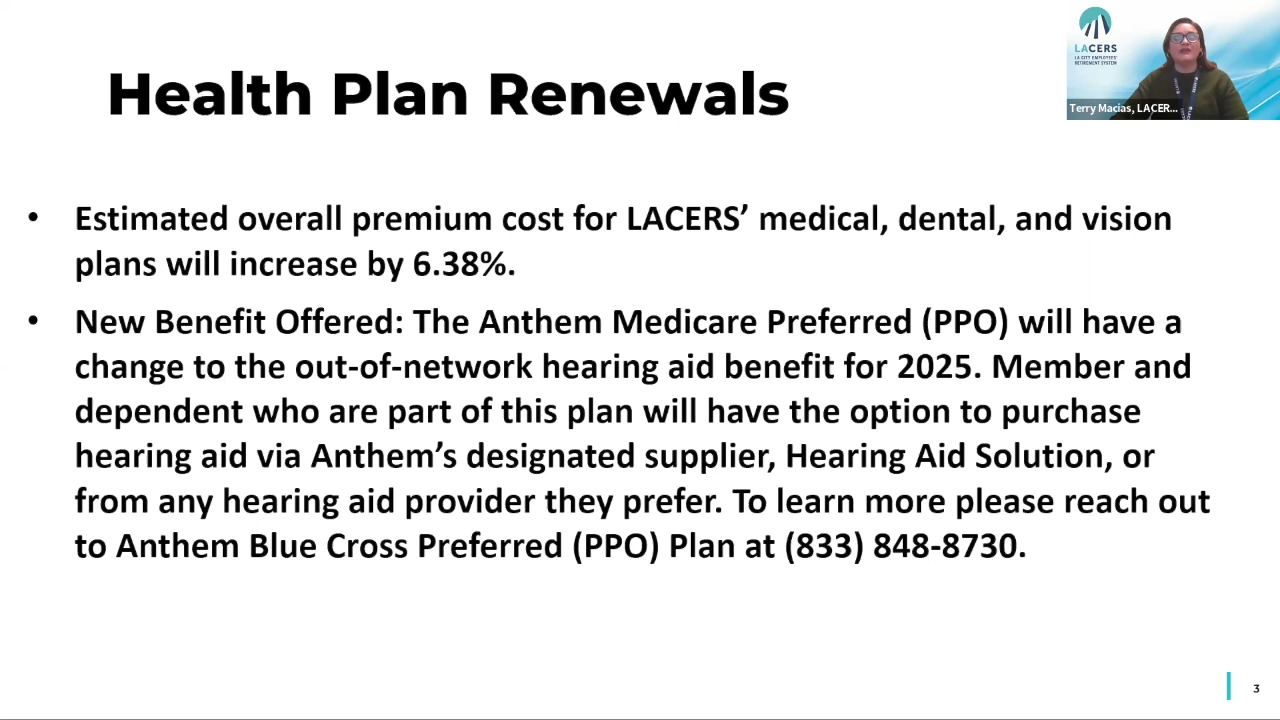 Health Plan Renewals
LACERS
LA CITY EMPLOYEES'
RETIREMENT SYSTEM
Terry Macias, LACER...
• Estimated overall premium cost for LACERS’ medical, dental, and vision
plans will increase by 6.38%.
• New Benefit Offered: The Anthem Medicare Preferred (PPO) will have a
change to the out-of-network hearing aid benefit for 2025. Member and
dependent who are part of this plan will have the option to purchase
hearing aid via Anthem’s designated supplier, Hearing Aid Solution, or
from any hearing aid provider they prefer. To learn more please reach out
to Anthem Blue Cross Preferred (PPO) Plan at (833) 848-8730.
3